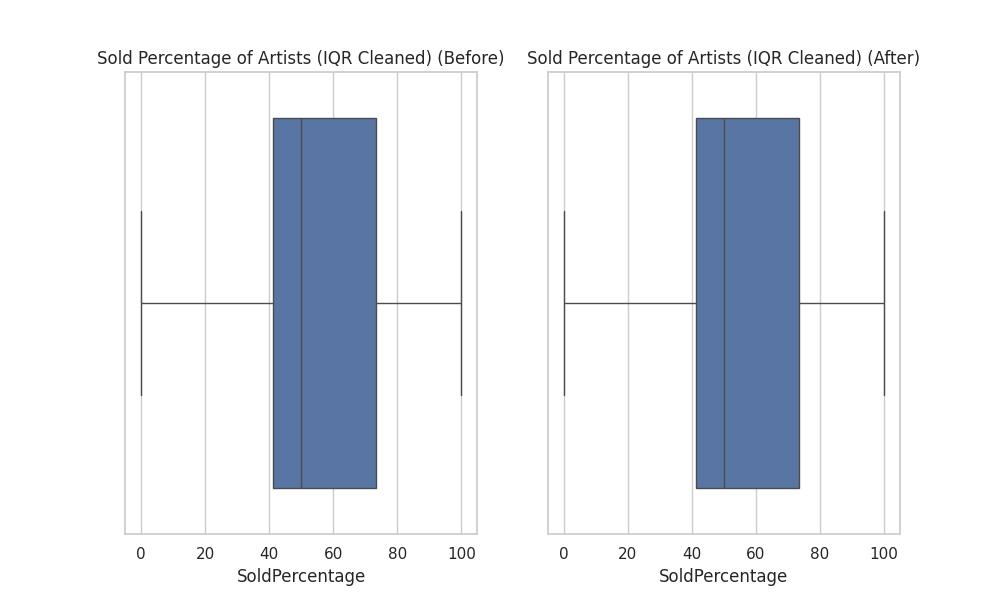 Sold Percentage of Artists (IQR Cleaned) (Before)
0 20 40 60 80 100
SoldPercentage
Sold Percentage of Artists (IQR Cleaned) (After)
0 20 40 60 80 100
SoldPercentage